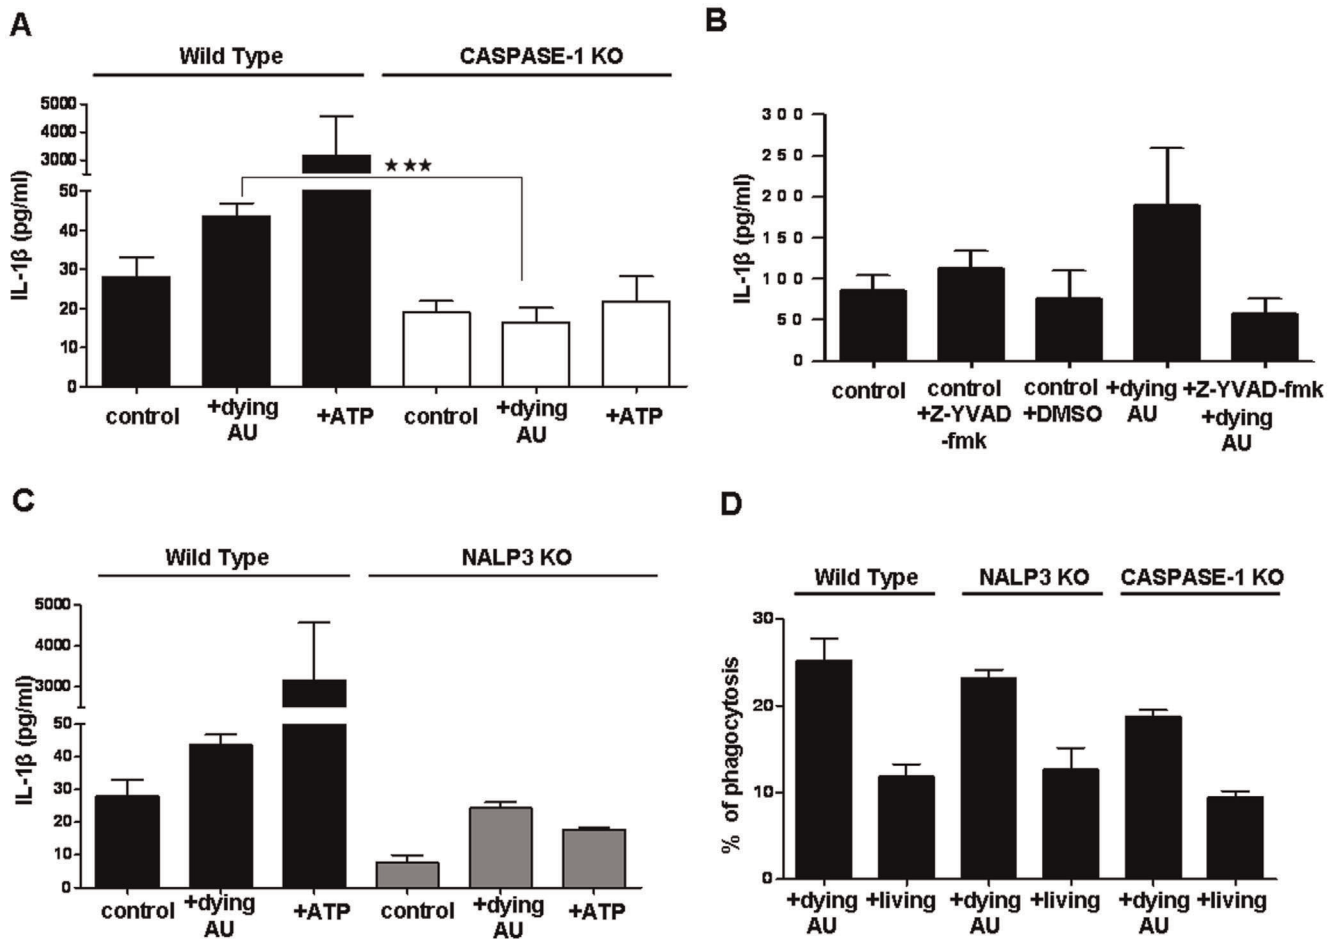 A
Wild Type CASPASE-1 KO
IL-1β (pg/ml)
5000
4000
3000
50
40
30
20
10
0
★★★
control +dying +ATP control +dying +ATP
AU AU
B
IL-1β (pg/ml)
300
250
200
150
100
50
0
control control control +dying +Z-YVAD-fmk
+Z-YVAD +DMSO AU +dying
-fmk AU
C
Wild Type NALP3 KO
IL-1β (pg/ml)
5000
4000
3000
50
40
30
20
10
0
control +dying +ATP control +dying +ATP
AU AU
D
Wild Type NALP3 KO CASPASE-1 KO
% of phagocytosis
30
20
10
0
+dying +living +dying +living +dying +living
AU AU AU